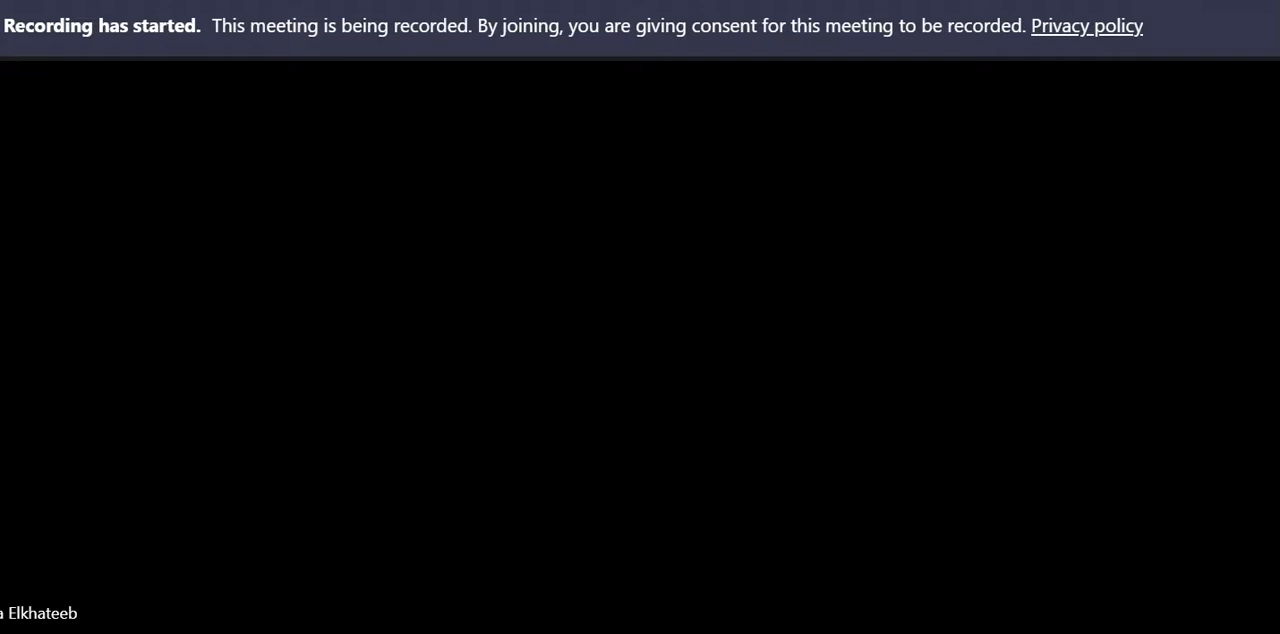 Recording has started. This meeting is being recorded. By joining, you are giving consent for this meeting to be recorded. Privacy policy
a Elkhateeb